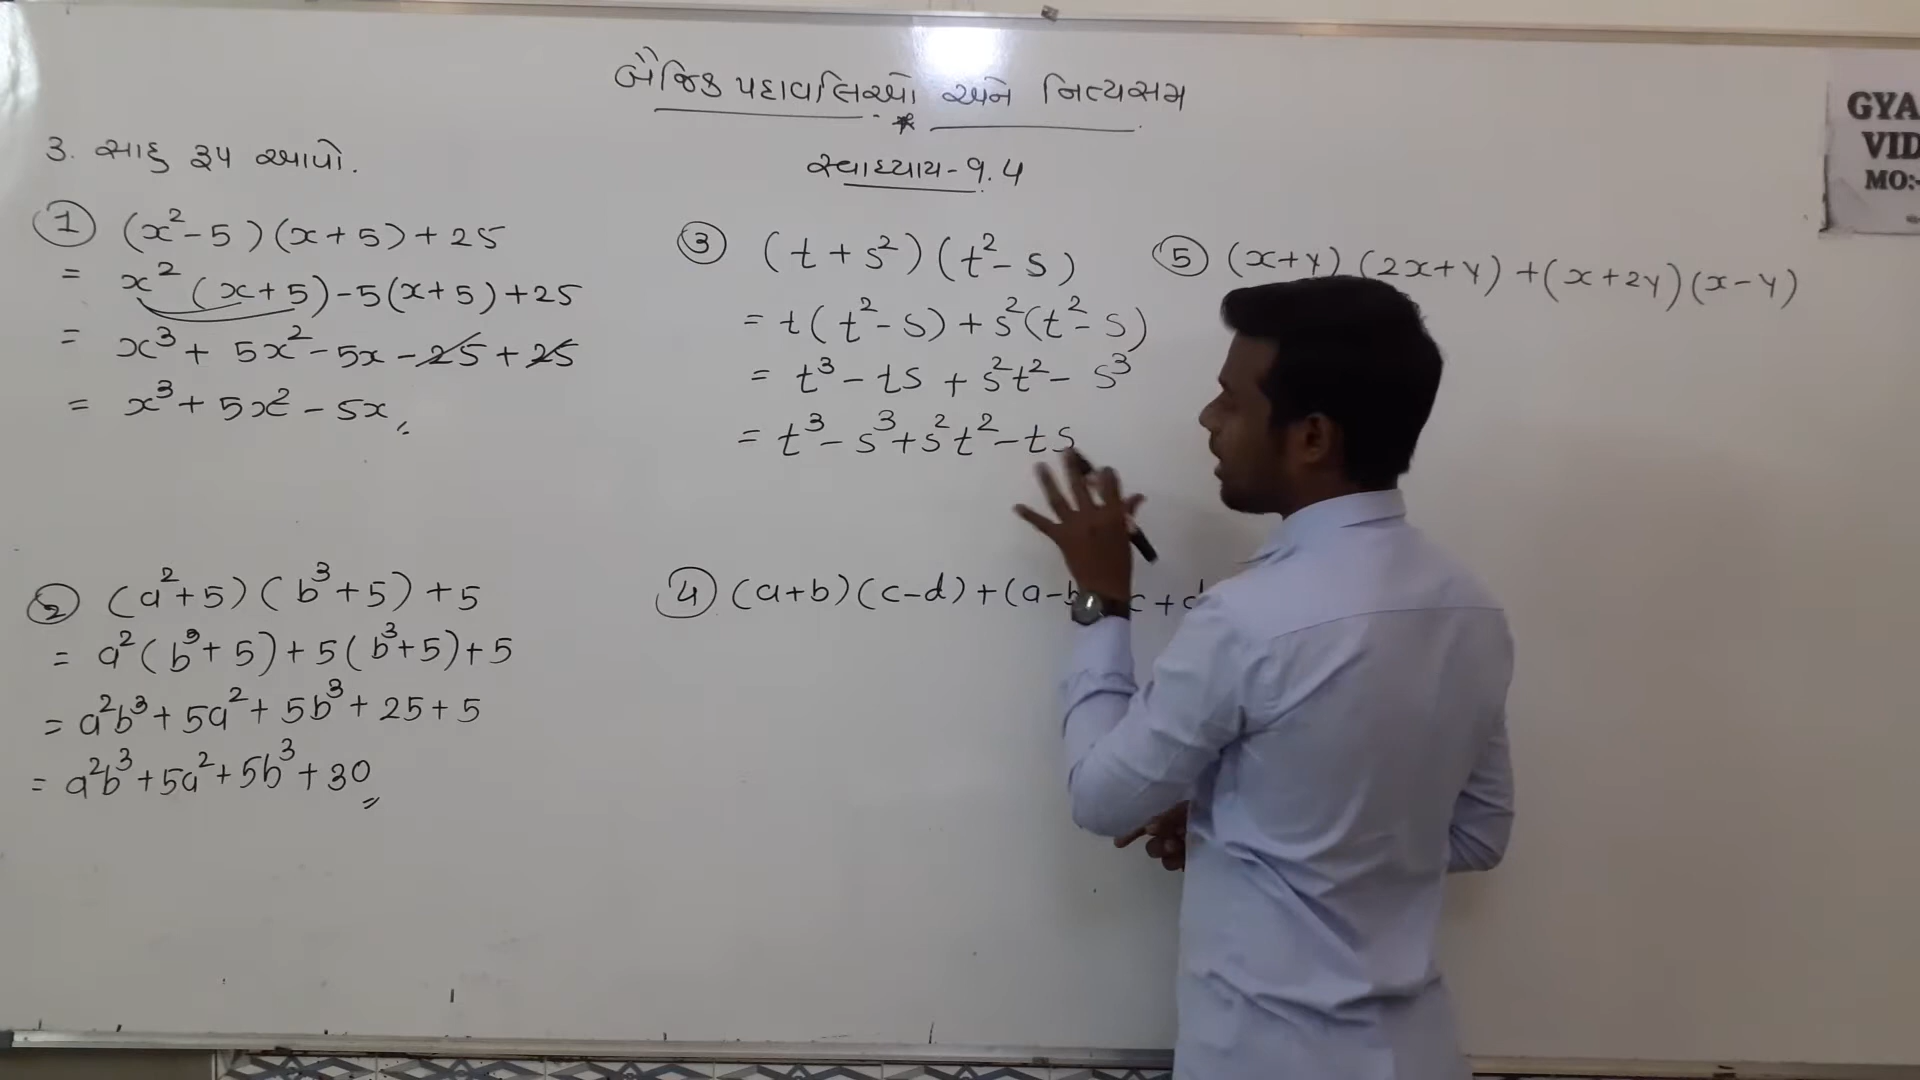 બૈજિક પદાવલિઓ અને નિત્યસમ
સ્વાધ્યાય-9.4
3. સાદુ રૂપ આપો.
① (x²-5)(x+5)+25
= x²(x+5)-5(x+5)+25
= x³+5x²-5x-25+25
= x³+5x²-5x
② (a²+5)(b³+5)+5
= a²(b³+5)+5(b³+5)+5
= a²b³+5a²+5b³+25+5
= a²b³+5a²+5b³+30
③ (t+s²)(t²-s)
= t(t²-s)+s²(t²-s)
= t³-ts+s²t²-s³
= t³-s³+s²t²-ts
④ (a+b)(c-d)+(a-b c+d
⑤ (x+y)(2x+y)+(x+2y)(x-y)
GYA
VID
MO:-